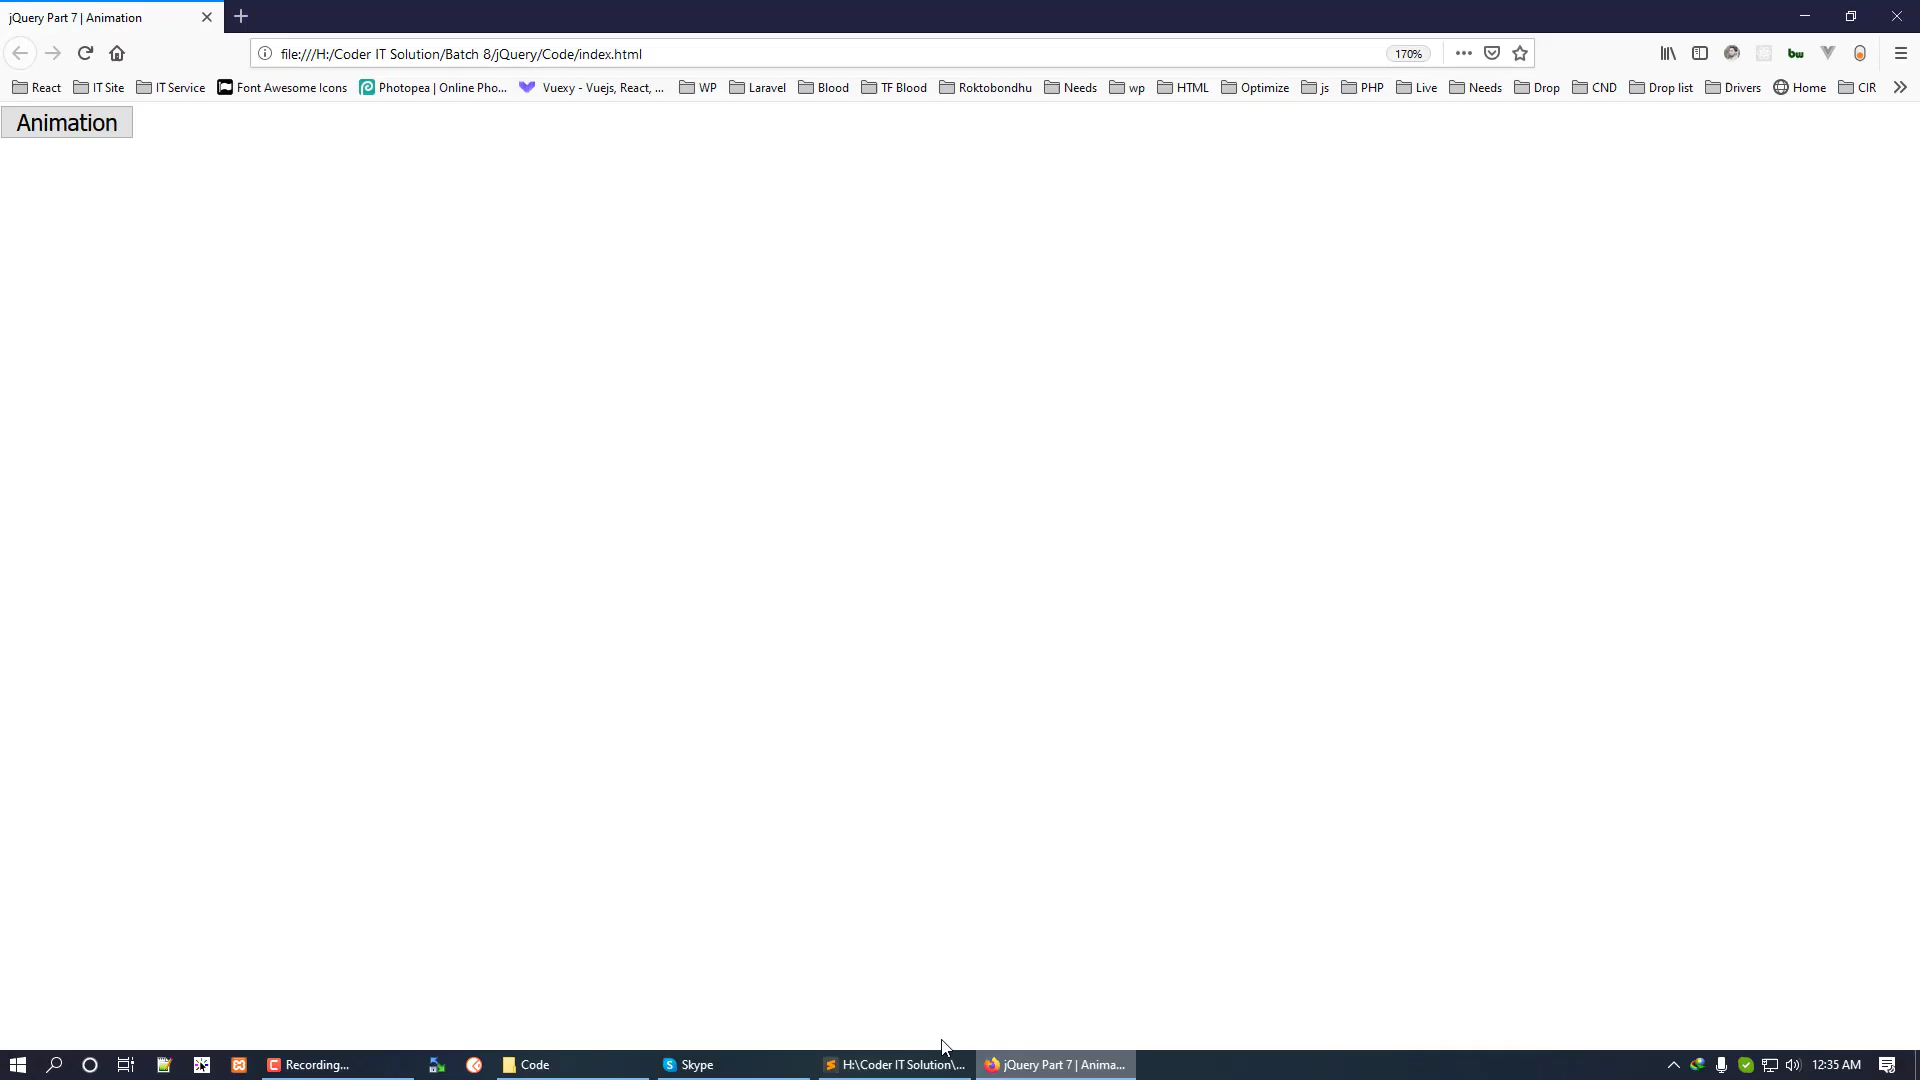 jQuery Part 7 | Animation
file:///H:/Coder IT Solution/Batch 8/jQuery/Code/index.html 170%
React IT Site IT Service Font Awesome Icons Photopea | Online Pho... Vuexy - Vuejs, React, ... WP Laravel Blood TF Blood Roktobondhu Needs wp HTML Optimize js PHP Live Needs Drop CND Drop list Drivers Home CIR
Animation
Recording... Code Skype H:\Coder IT Solution\... jQuery Part 7 | Anima... 12:35 AM